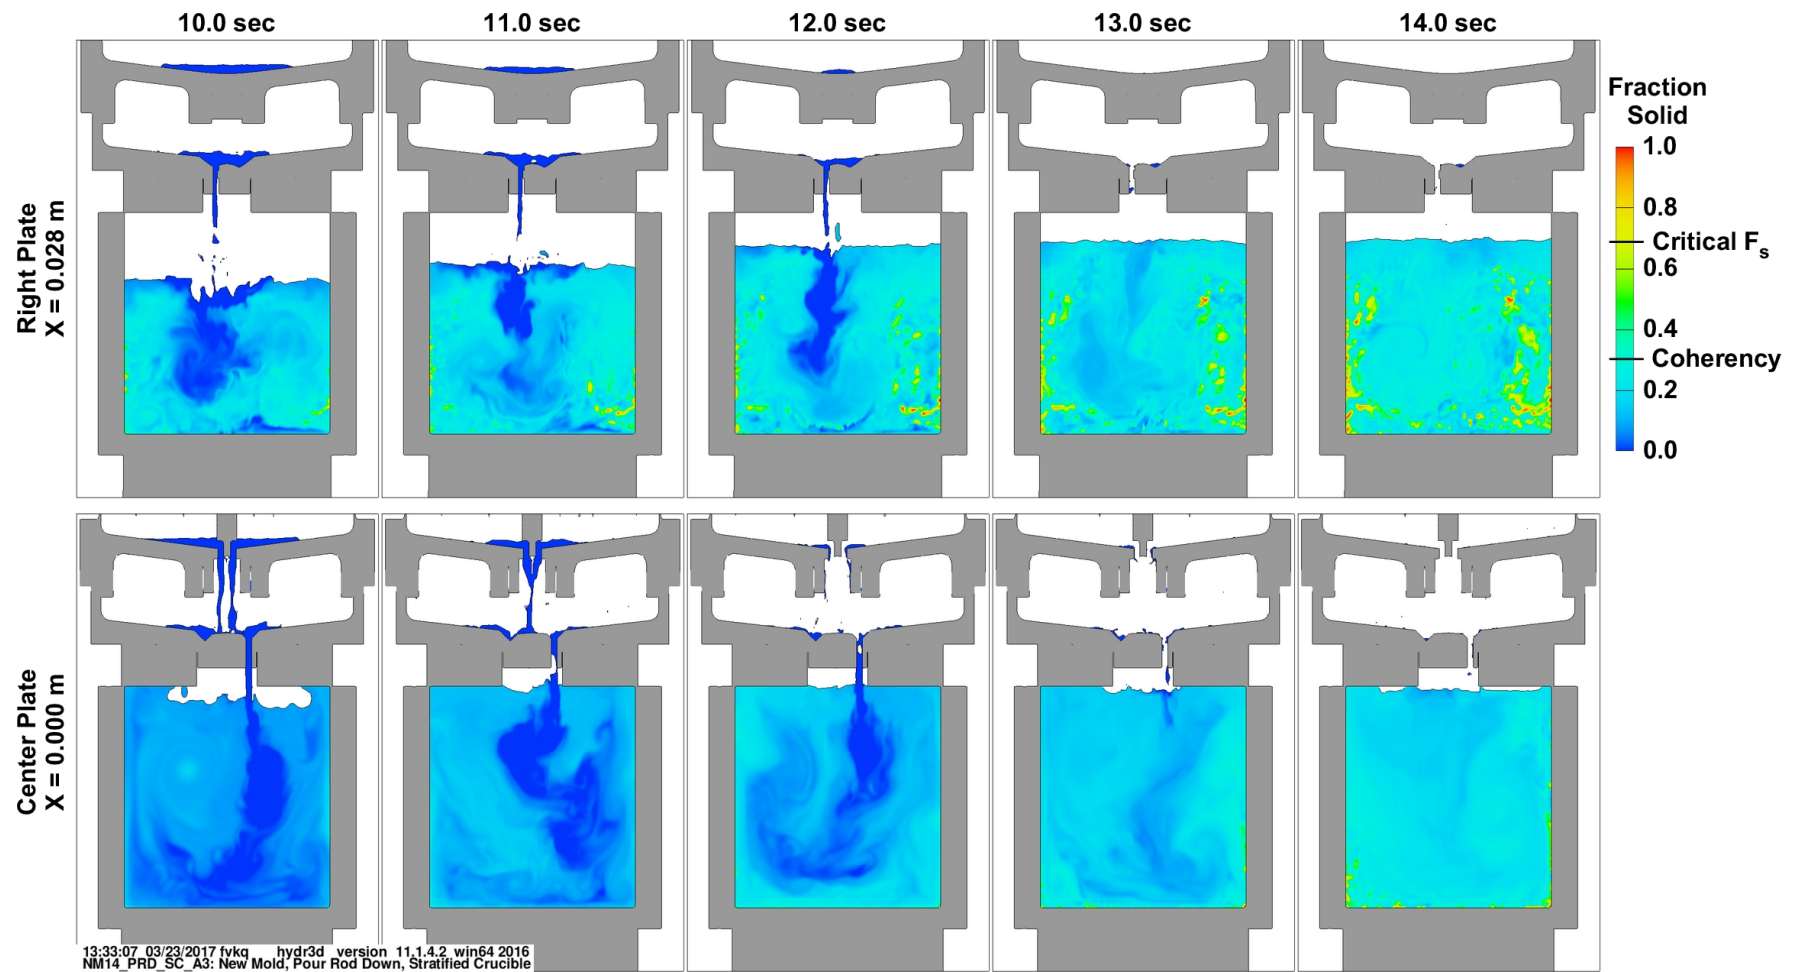 10.0 sec
11.0 sec
12.0 sec
13.0 sec
14.0 sec
Right Plate
X = 0.028 m
Fraction
Solid
1.0
0.8
Critical Fs
0.6
0.4
Coherency
0.2
0.0
Center Plate
X = 0.000 m
13:33:07 03/23/2017 fvkq hydr3d version 11.1.4.2 win64 2016
NM14_PRD_SC_A3: New Mold, Pour Rod Down, Stratified Crucible